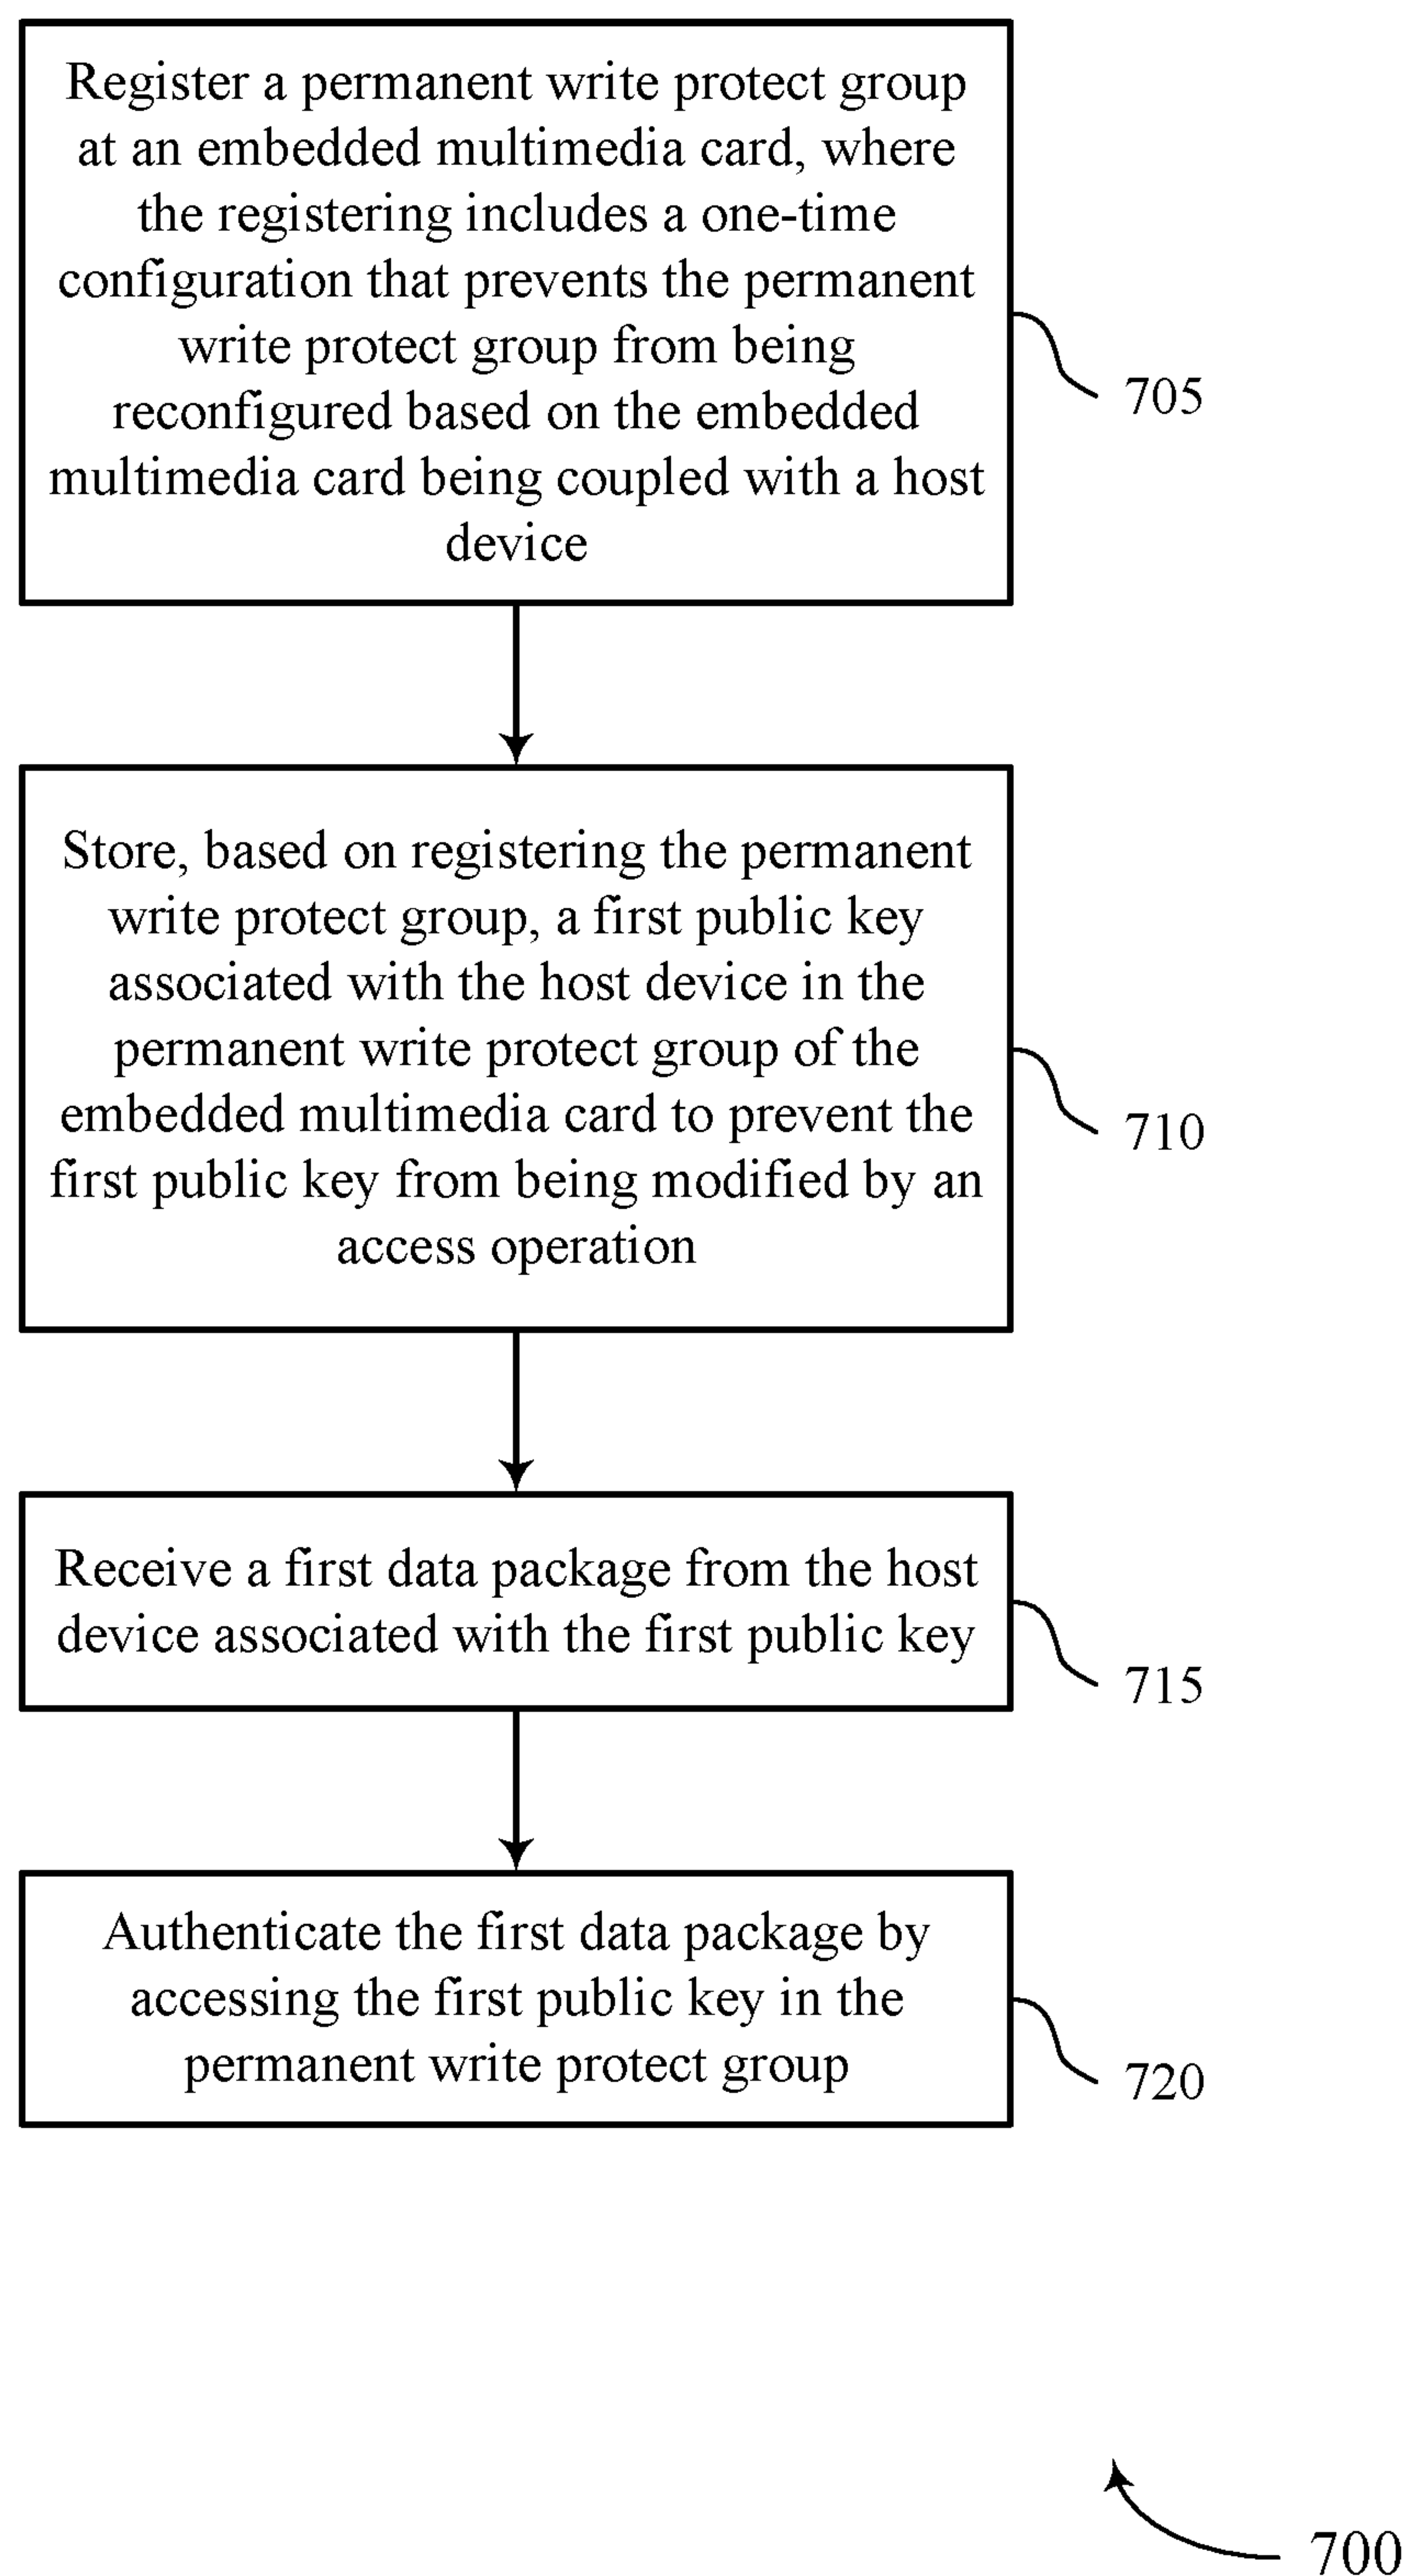 Register a permanent write protect group
at an embedded multimedia card, where
the registering includes a one-time
configuration that prevents the permanent
write protect group from being
reconfigured based on the embedded
multimedia card being coupled with a host
device
705
Store, based on registering the permanent
write protect group, a first public key
associated with the host device in the
permanent write protect group of the
embedded multimedia card to prevent the
first public key from being modified by an
access operation
710
Receive a first data package from the host
device associated with the first public key
715
Authenticate the first data package by
accessing the first public key in the
permanent write protect group
720
700